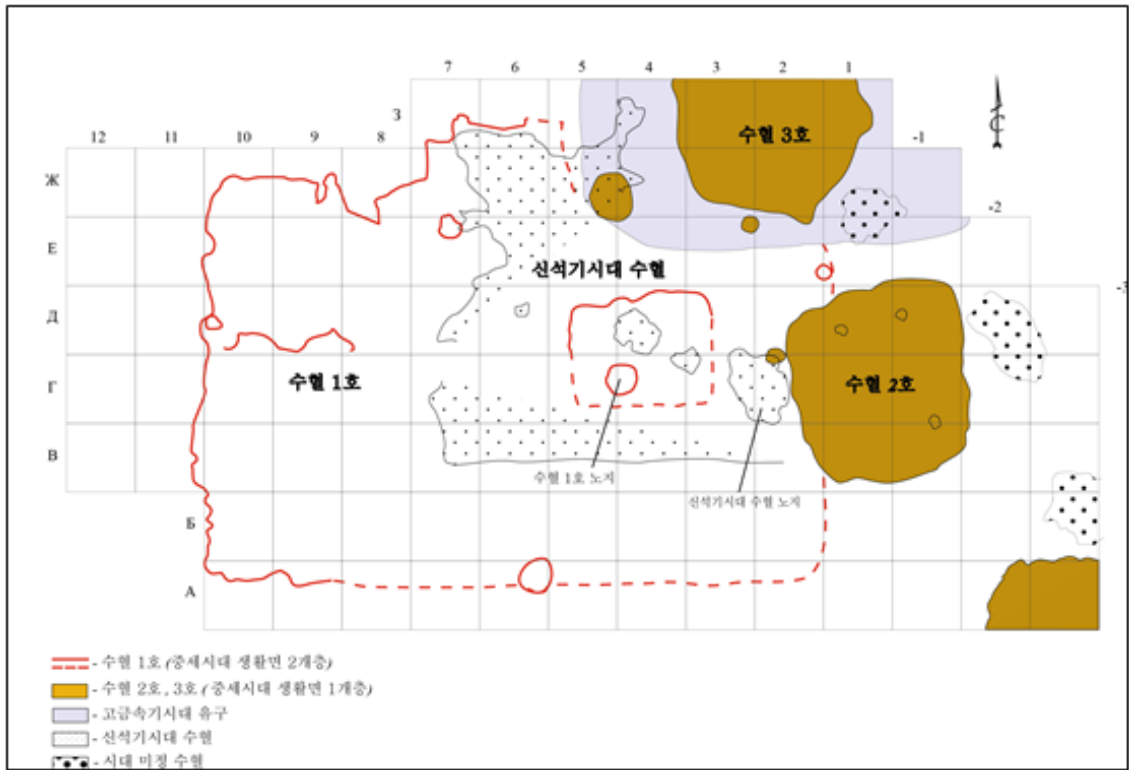 7 6 5 4 3 2 1
3
12 11 10 9 8 -1
수혈 3호
Ж
-2
Е
신석기시대 수혈
-3
Д
수혈 1호
수혈 2호
Г
В
수혈 1호 노지
신석기시대 수혈 노지
Б
А
- 수혈 1호 (중세시대 생활면 2개층)
- 수혈 2호, 3호 (중세시대 생활면 1개층)
- 고금속기시대 유구
- 신석기시대 수혈
- 시대 미정 수혈